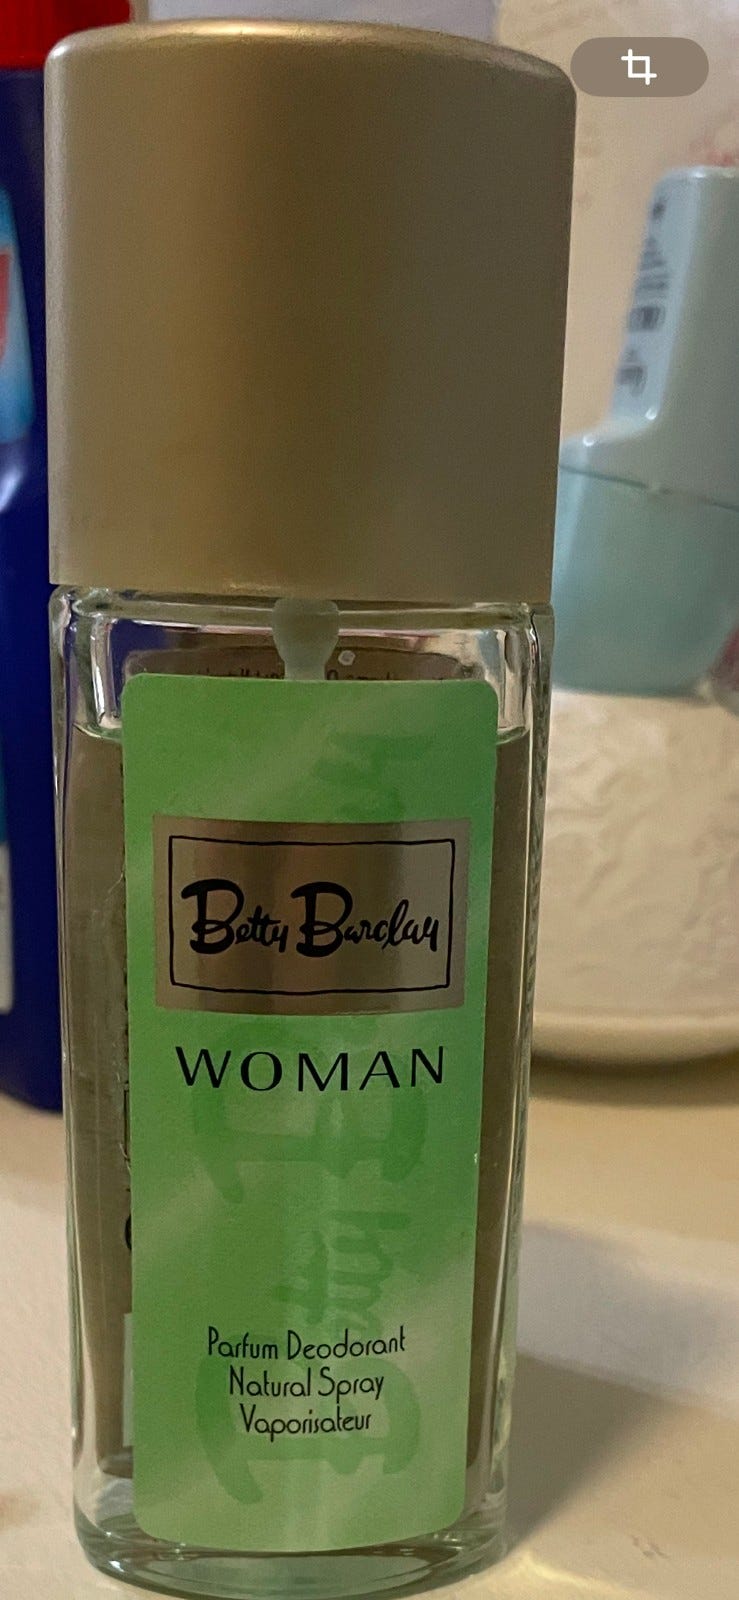 Betty Barclay
WOMAN
Parfum Deodorant
Natural Spray
Vaporisateur